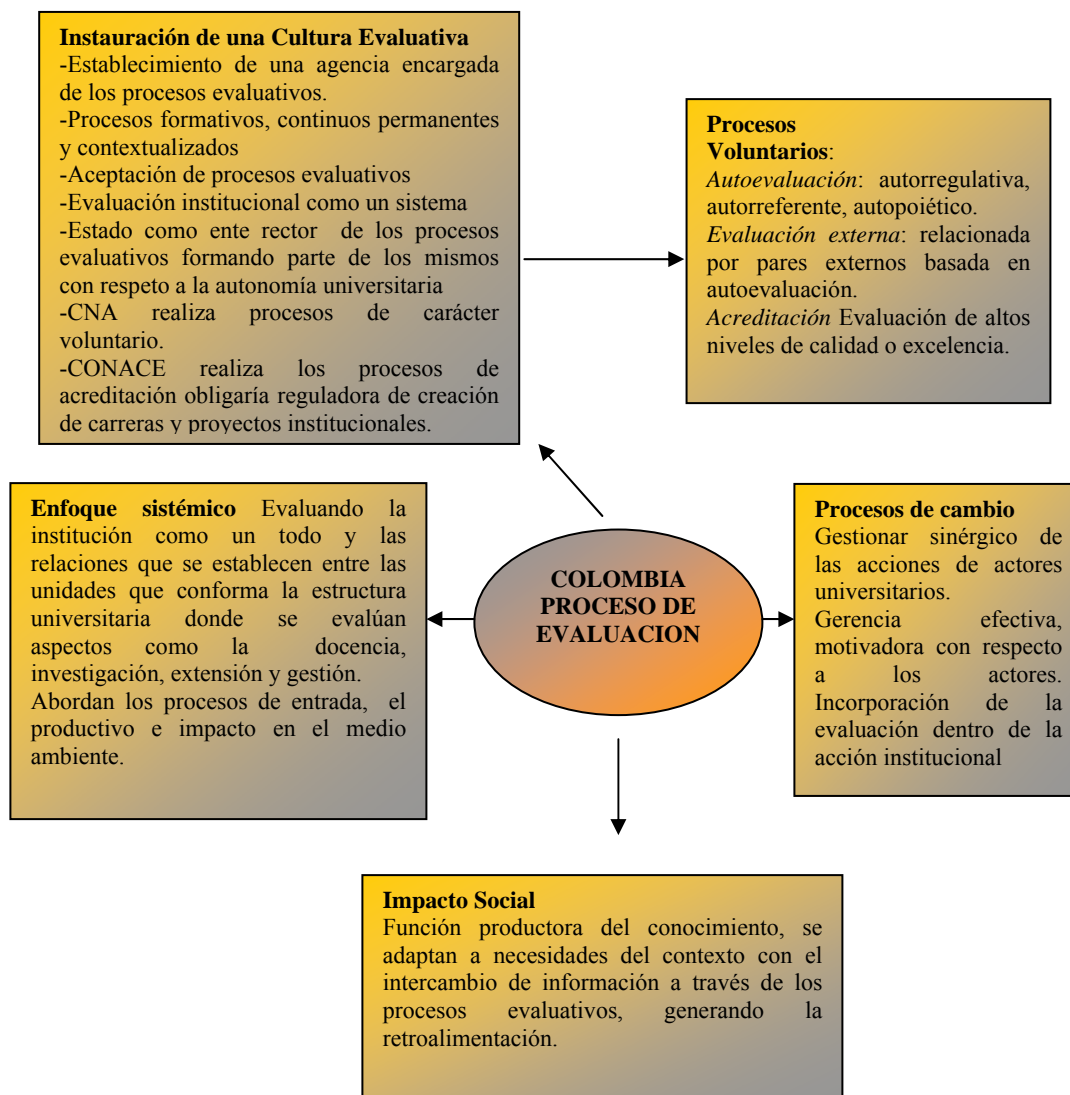 Instauración de una Cultura Evaluativa
-Establecimiento de una agencia encargada
de los procesos evaluativos.
-Procesos formativos, continuos permanentes
y contextualizados
-Aceptación de procesos evaluativos
-Evaluación institucional como un sistema
-Estado como ente rector de los procesos
evaluativos formando parte de los mismos
con respeto a la autonomía universitaria
-CNA realiza procesos de carácter
voluntario.
-CONACE realiza los procesos de
acreditación obligaría reguladora de creación
de carreras y proyectos institucionales.
Procesos
Voluntarios:
Autoevaluación: autorregulativa,
autorreferente, autopoiético.
Evaluación externa: relacionada
por pares externos basada en
autoevaluación.
Acreditación Evaluación de altos
niveles de calidad o excelencia.
Enfoque sistémico Evaluando la
institución como un todo y las
relaciones que se establecen entre las
unidades que conforma la estructura
universitaria donde se evalúan
aspectos como la docencia,
investigación, extensión y gestión.
Abordan los procesos de entrada, el
productivo e impacto en el medio
ambiente.
COLOMBIA
PROCESO DE
EVALUACION
Procesos de cambio
Gestionar sinérgico de
las acciones de actores
universitarios.
Gerencia efectiva,
motivadora con respecto
a los actores.
Incorporación de la
evaluación dentro de la
acción institucional
Impacto Social
Función productora del conocimiento, se
adaptan a necesidades del contexto con el
intercambio de información a través de los
procesos evaluativos, generando la
retroalimentación.